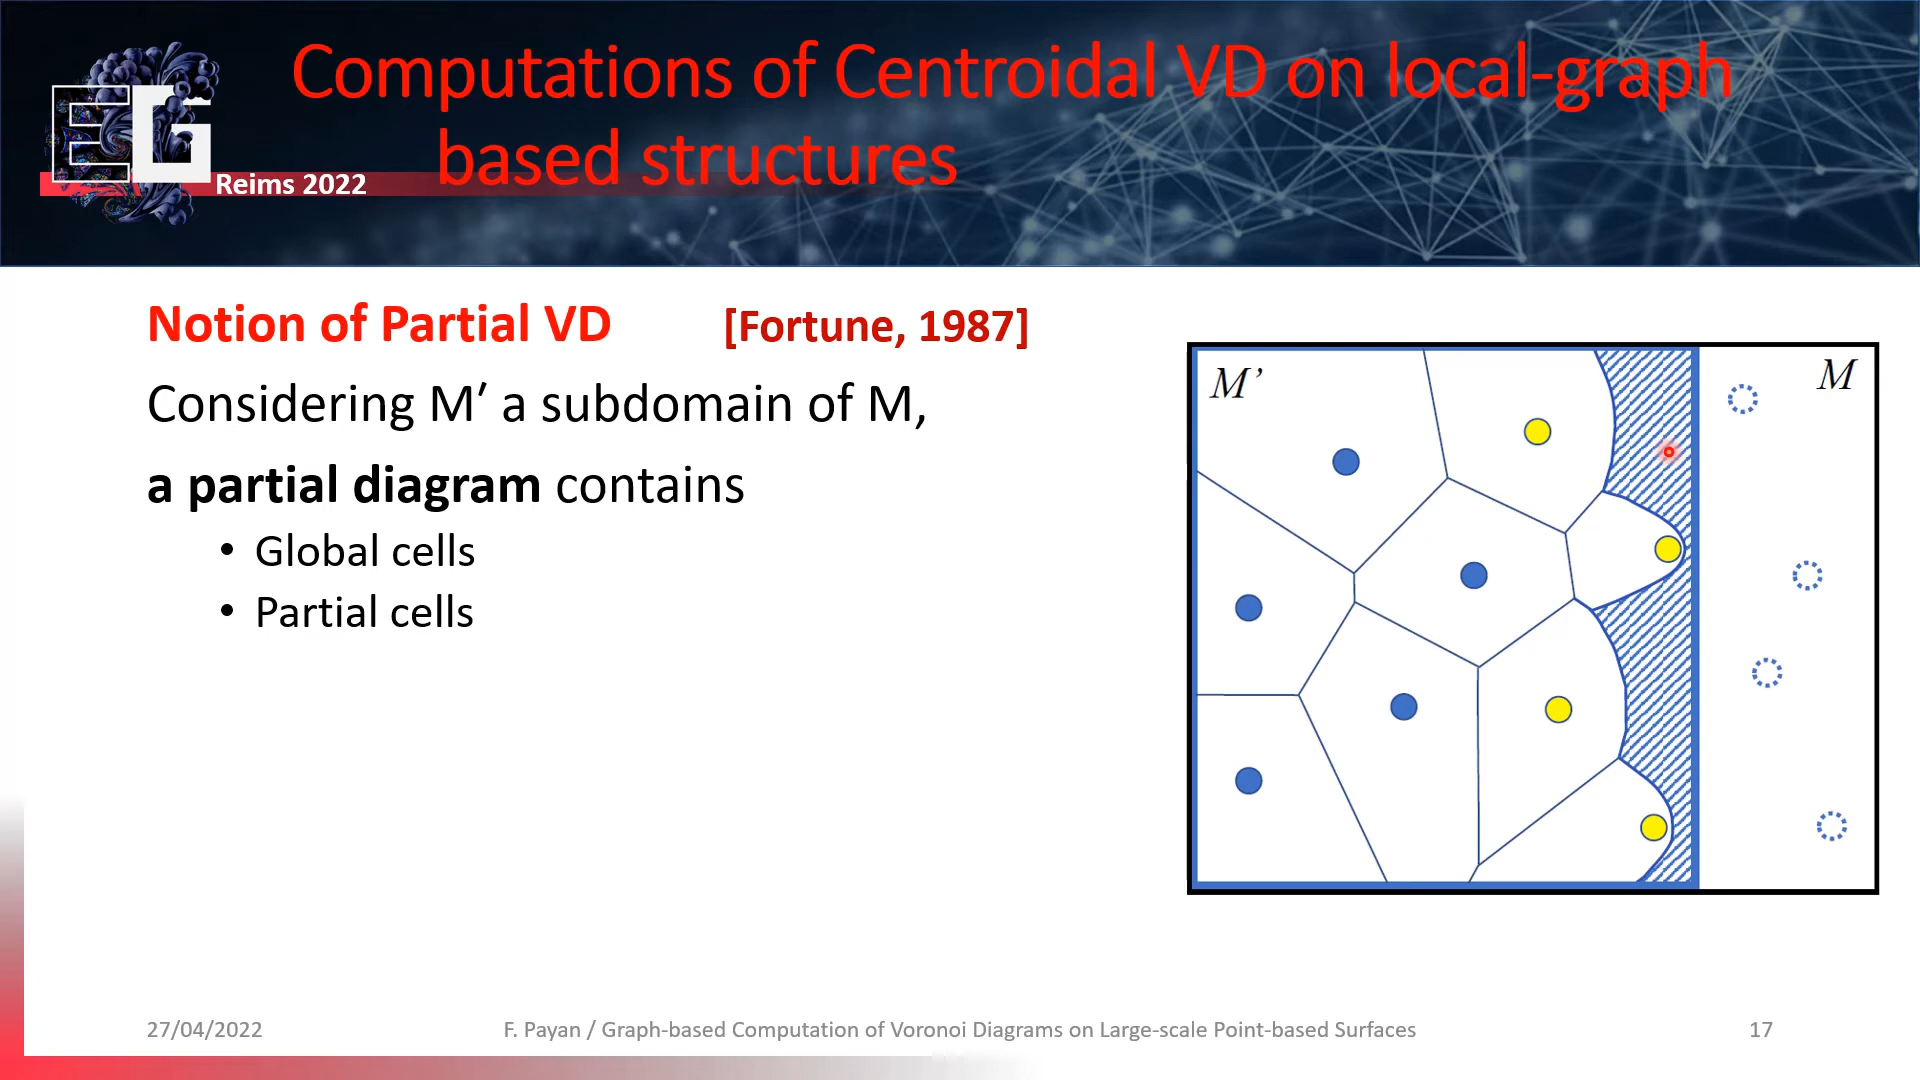 Computations of Centroidal VD on local-graph
based structures
EG
Reims 2022
Notion of Partial VD [Fortune, 1987]
Considering M′ a subdomain of M,
a partial diagram contains
• Global cells
• Partial cells
M’
M
27/04/2022 F. Payan / Graph-based Computation of Voronoi Diagrams on Large-scale Point-based Surfaces 17